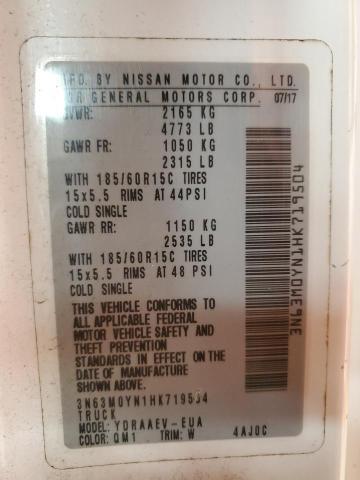 MFD. BY NISSAN MOTOR CO., LTD.
FOR GENERAL MOTORS CORP. 07/17
GVWR: 2165 KG
4773 LB
GAWR FR: 1050 KG
2315 LB
WITH 185/60R15C TIRES
15x5.5 RIMS AT 44PSI
COLD SINGLE
GAWR RR: 1150 KG
2535 LB
WITH 185/60R15C TIRES
15x5.5 RIMS AT 48 PSI
COLD SINGLE
THIS VEHICLE CONFORMS TO
ALL APPLICABLE FEDERAL
MOTOR VEHICLE SAFETY AND
THEFT PREVENTION
STANDARDS IN EFFECT ON THE
DATE OF MANUFACTURE
SHOWN ABOVE
3N63M0YN1HK719504
TRUCK
MODEL: YDRAAEV-EUA
COLOR: QM1 TRIM: W 4AJ0C
3N63M0YN1HK719504